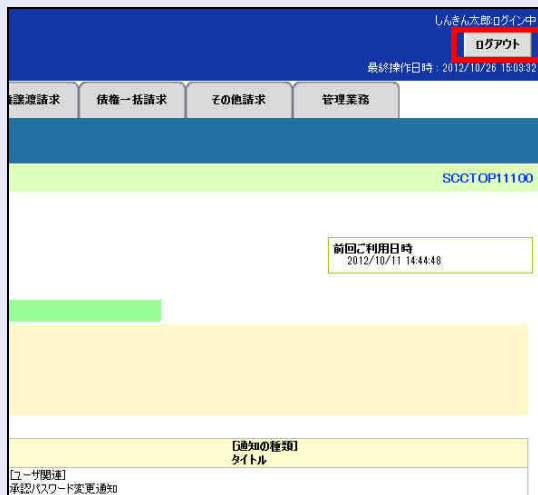 しんきん太郎:ログイン中
ログアウト
最終操作日時:2012/10/26 15:03:32
譲渡請求
債権一括請求
その他請求
管理業務
SCCTOP11100
前回ご利用日時
2012/10/11 14:44:48
[通知の種類]
タイトル
[ユーザ関連]
承認パスワード変更通知